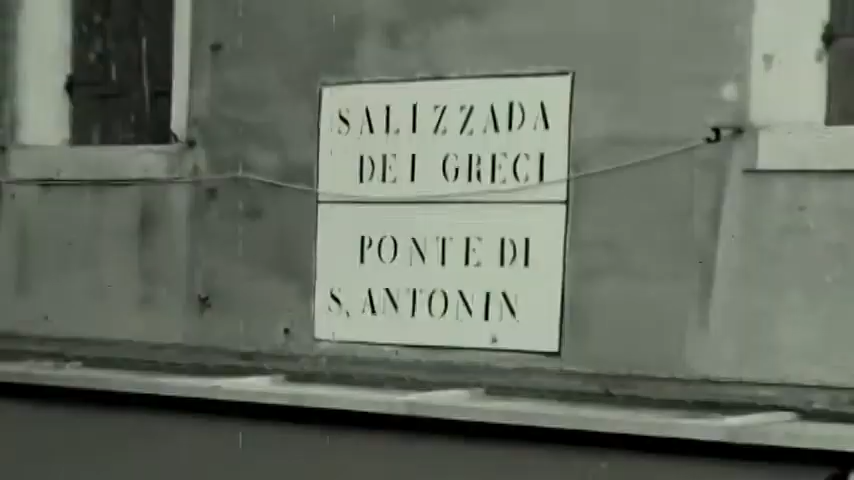 SALIZZADA
DEI GRECI
PONTE DI
S. ANTONIN